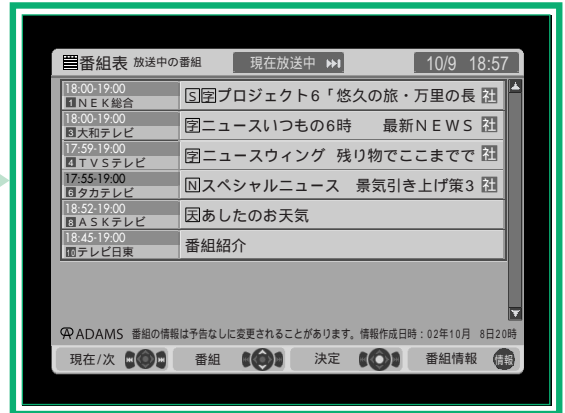 番組表 放送中の番組 現在放送中 10/9 18:57
18:00-19:00
1 NEK総合 S字プロジェクト6「悠久の旅・万里の長 社
18:00-19:00
3 大和テレビ 字ニュースいつもの6時 最新NEWS 社
17:59-19:00
4 TVSテレビ 字ニュースウィング 残り物でここまでで 社
17:55-19:00
6 タカテレビ Nスペシャルニュース 景気引き上げ策3 社
18:52-19:00
8 ASKテレビ 天あしたのお天気
18:45-19:00
10 テレビ日東 番組紹介
ADAMS 番組の情報は予告なしに変更されることがあります。情報作成日時:02年10月 8日20時
現在/次 番組 決定 番組情報 情報